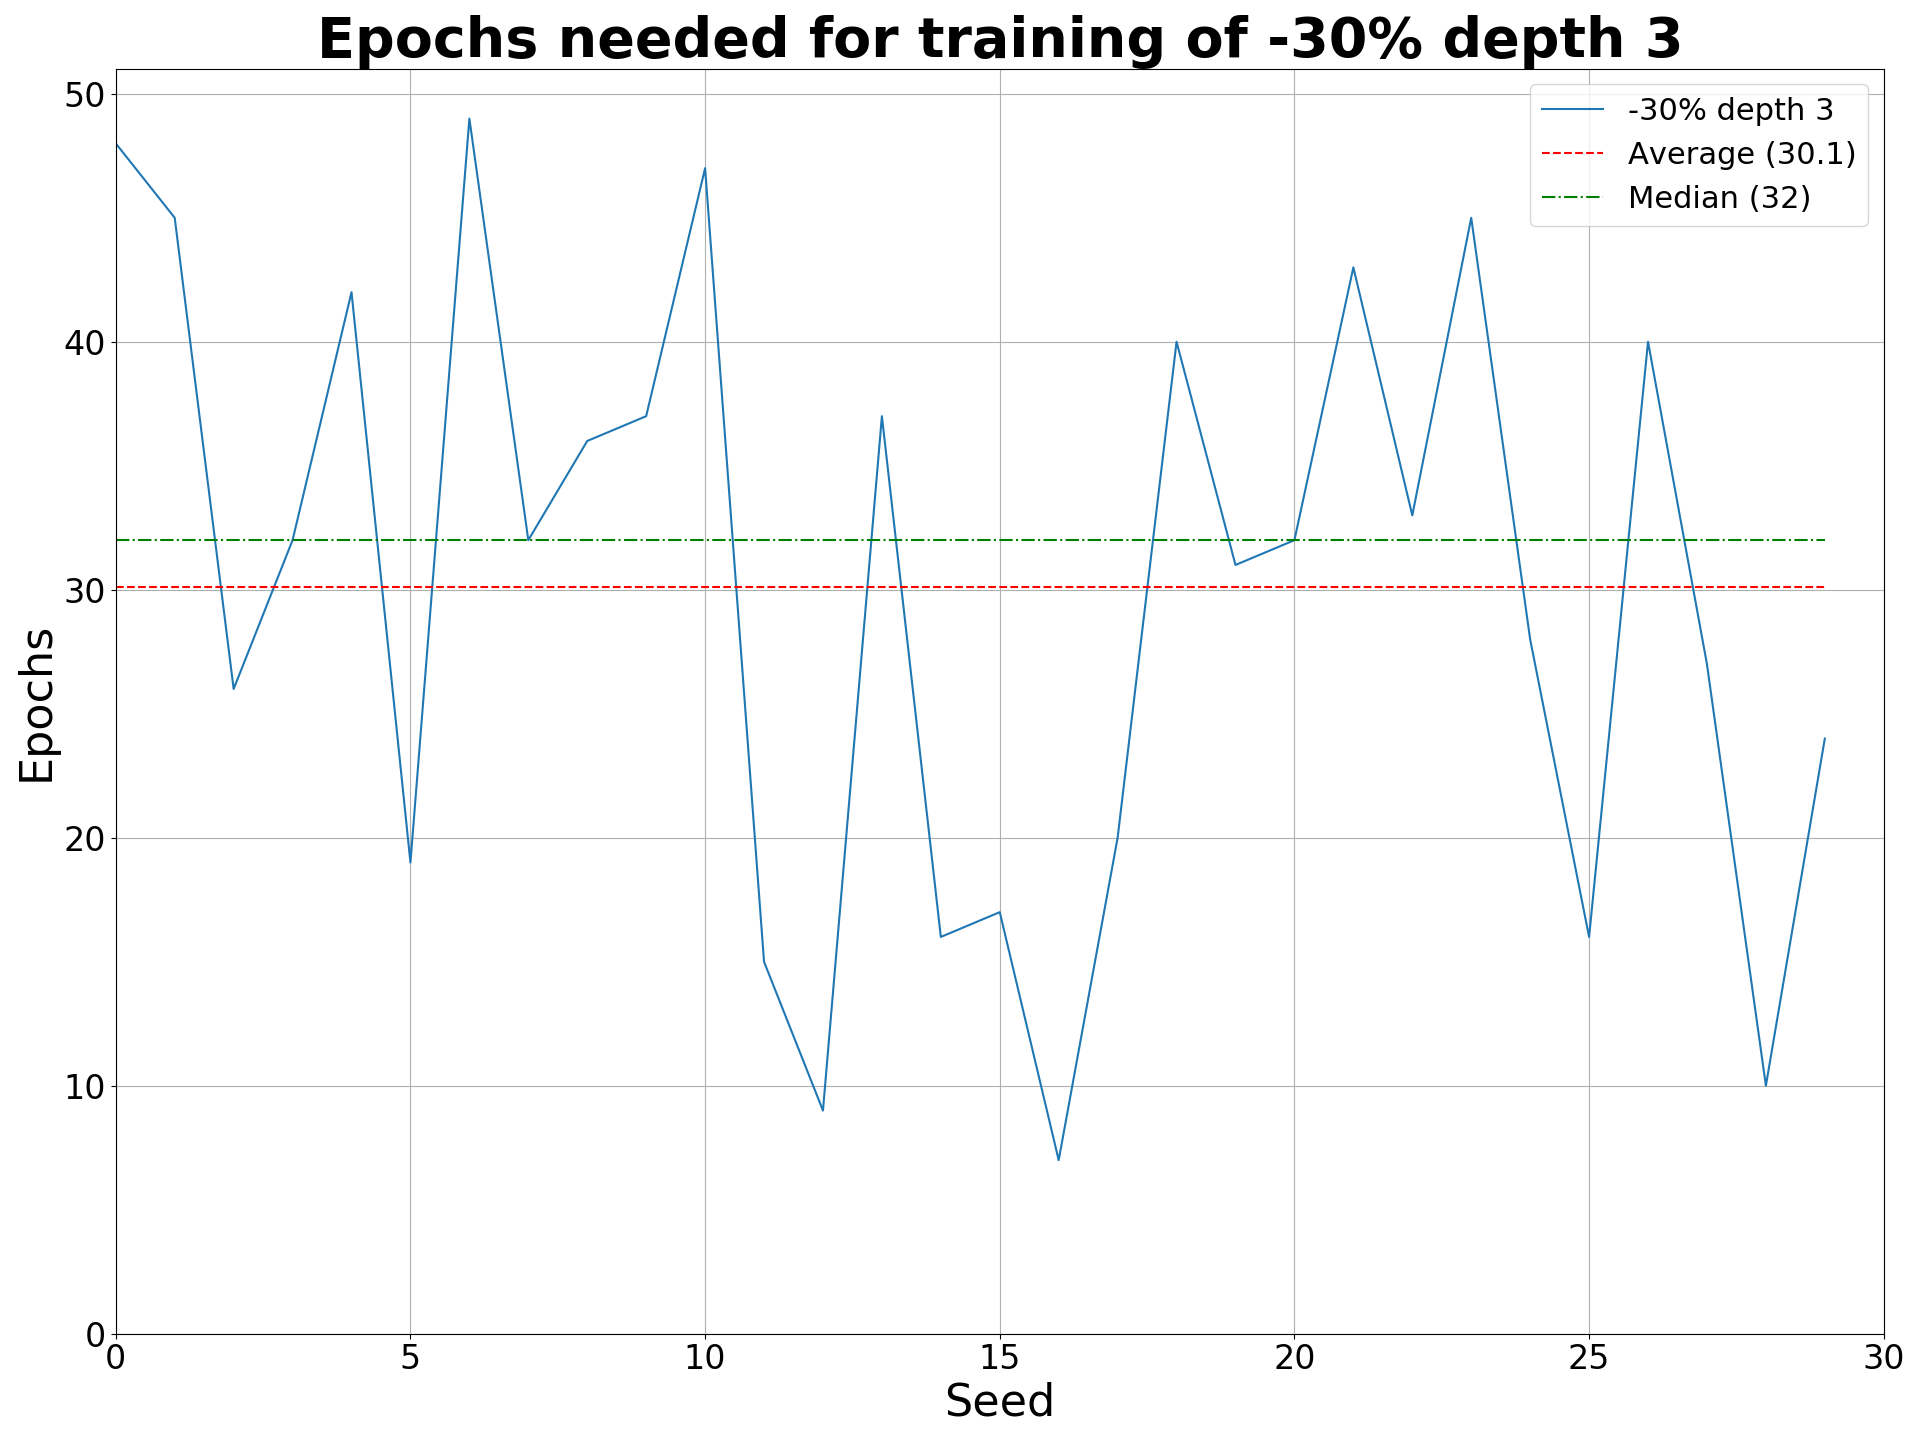 Epochs needed for training of -30% depth 3
-30% depth 3
Average (30.1)
Median (32)
50
40
30
20
10
0
Epochs
0 5 10 15 20 25 30
Seed